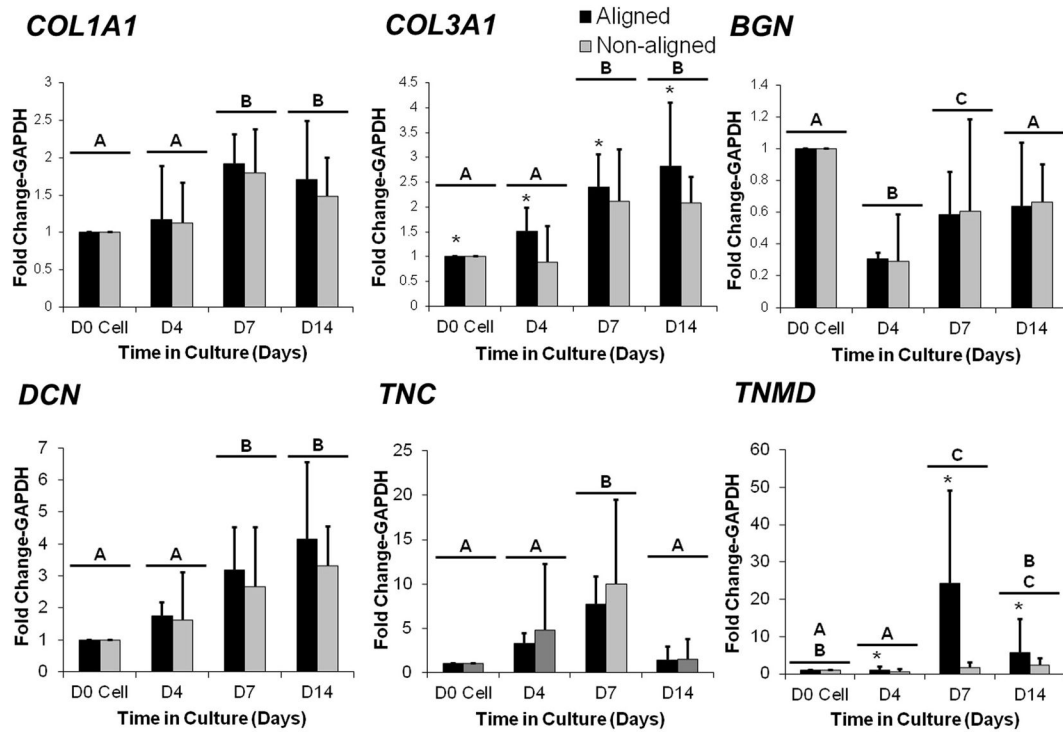 COL1A1
Fold Change-GAPDH
3
2.5
2
1.5
1
0.5
0
A
A
B
B
D0 Cell D4 D7 D14
Time in Culture (Days)
COL3A1
Aligned
Non-aligned
Fold Change-GAPDH
4.5
4
3.5
3
2.5
2
1.5
1
0.5
0
A
A
B
B
*
*
*
*
D0 Cell D4 D7 D14
Time in Culture (Days)
BGN
Fold Change-GAPDH
1.4
1.2
1
0.8
0.6
0.4
0.2
0
A
B
C
A
D0 Cell D4 D7 D14
Time in Culture (Days)
DCN
Fold Change-GAPDH
7
6
5
4
3
2
1
0
A
A
B
B
D0 Cell D4 D7 D14
Time in Culture (Days)
TNC
Fold Change-GAPDH
25
20
15
10
5
0
A
A
B
A
D0 Cell D4 D7 D14
Time in Culture (Days)
TNMD
Fold Change-GAPDH
60
50
40
30
20
10
0
A
B
A
*
C
*
B
C
*
D0 Cell D4 D7 D14
Time in Culture (Days)